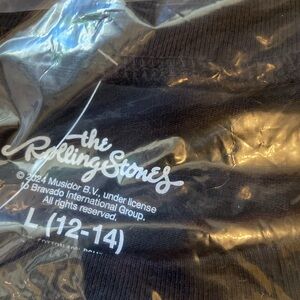 the
Rolling Stones
© 2024 Musidor B.V., under license
to Bravado International Group.
All rights reserved.
L (12-14)